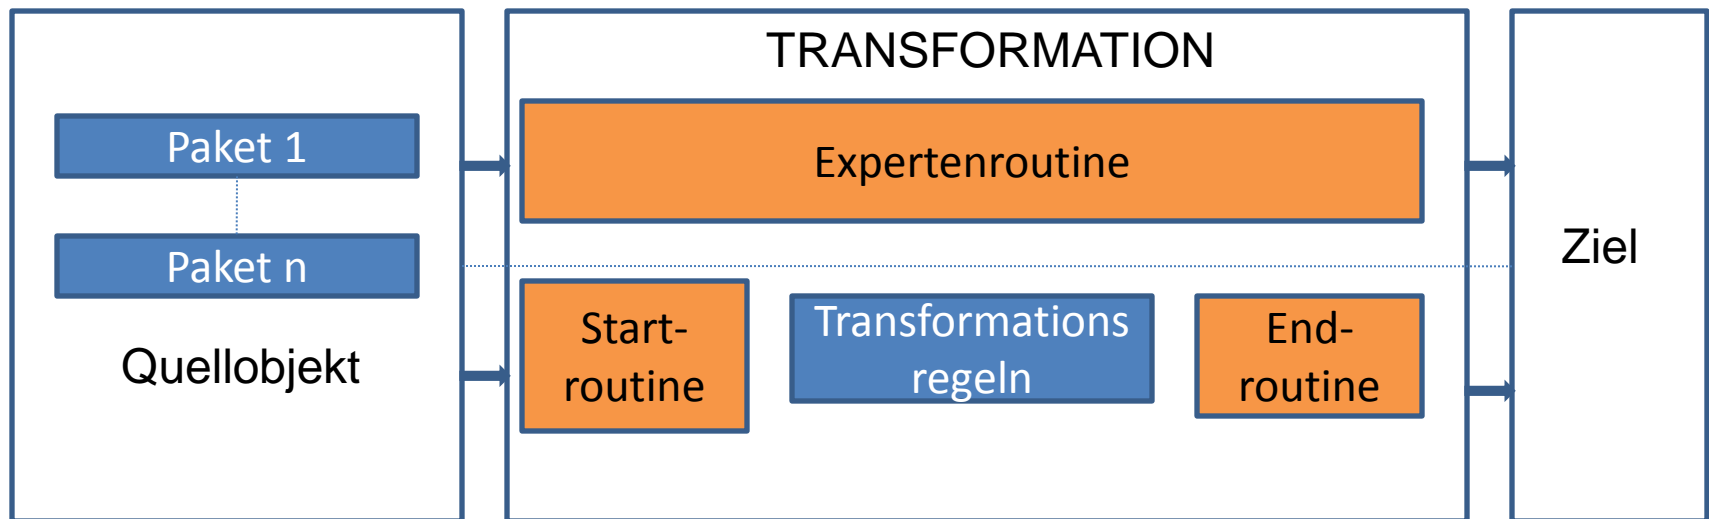 TRANSFORMATION
Paket 1
Paket n
Quellobjekt
Expertenroutine
Start-
routine
Transformations
regeln
End-
routine
Ziel